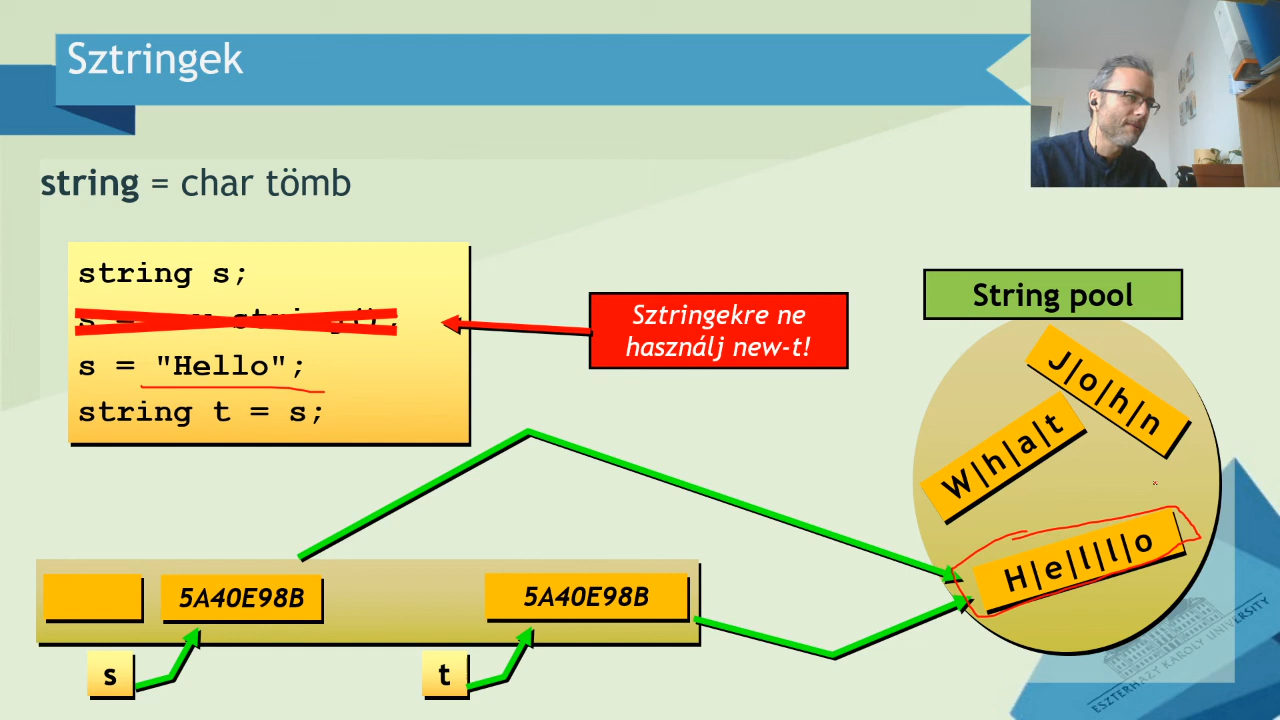 Sztringek
string = char tömb
string s;
s = new string();
s = "Hello";
string t = s;
Sztringekre ne
használj new-t!
String pool
J|o|h|n
W|h|a|t
H|e|l|l|o
5A40E98B
5A40E98B
s
t
ESZTERHÁZY KÁROLY UNIVERSITY